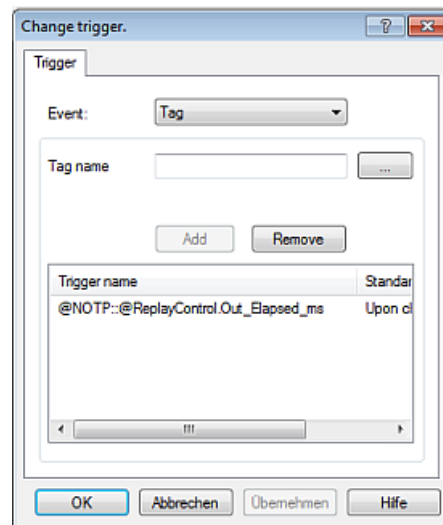 Change trigger.
Trigger
Event: Tag
Tag name ...
Add Remove
Trigger name Standar
@NOTP::@ReplayControl.Out_Elapsed_ms Upon cl
OK Abbrechen Übernehmen Hilfe